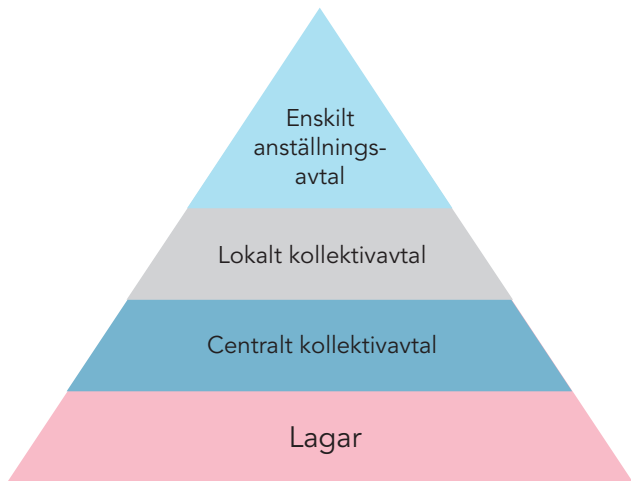 Enskilt
anställnings-
avtal
Lokalt kollektivavtal
Centralt kollektivavtal
Lagar